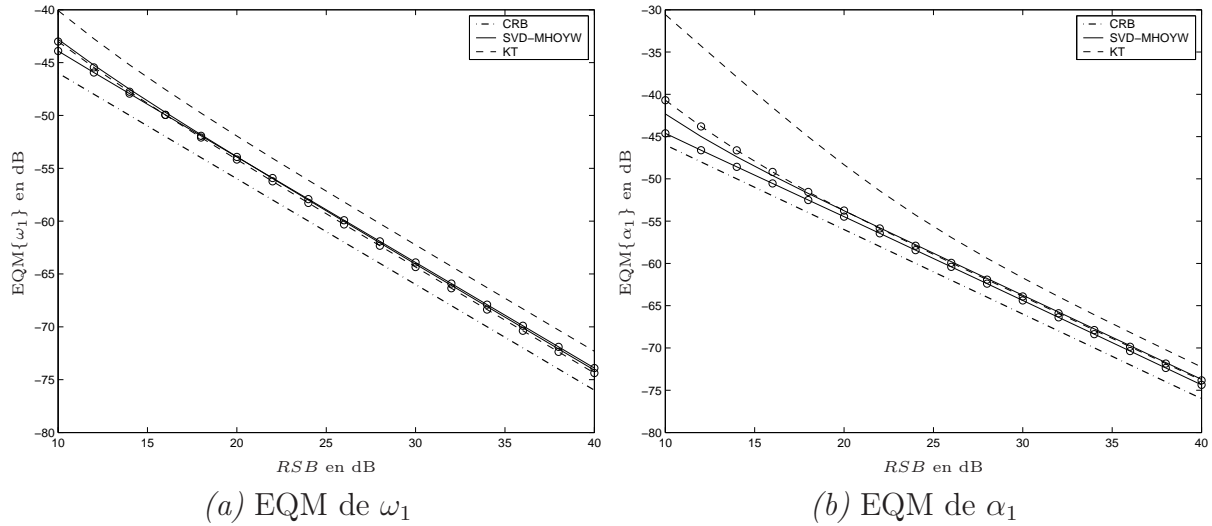 −40
−45
−50
−55
−60
−65
−70
−75
−80
10 15 20 25 30 35 40
EQM{ω₁} en dB
RSB en dB
CRB
SVD−MHOYW
KT
(a) EQM de ω₁
−30
−35
−40
−45
−50
−55
−60
−65
−70
−75
−80
10 15 20 25 30 35 40
EQM{α₁} en dB
RSB en dB
CRB
SVD−MHOYW
KT
(b) EQM de α₁